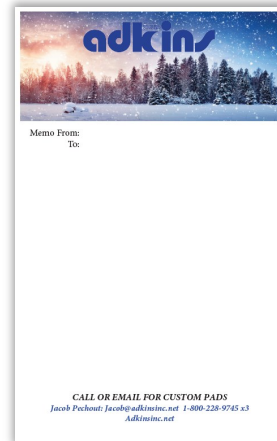 adkins
Memo From:
To:
CALL OR EMAIL FOR CUSTOM PADS
Jacob Pechout: Jacob@adkinsinc.net 1-800-228-9745 x3
Adkinsinc.net